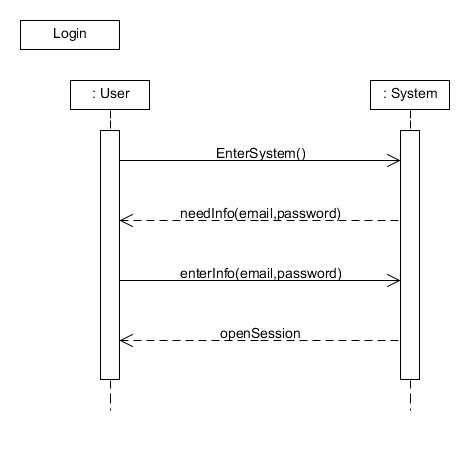 Login
: User
: System
EnterSystem()
needInfo(email,password)
enterInfo(email,password)
openSession